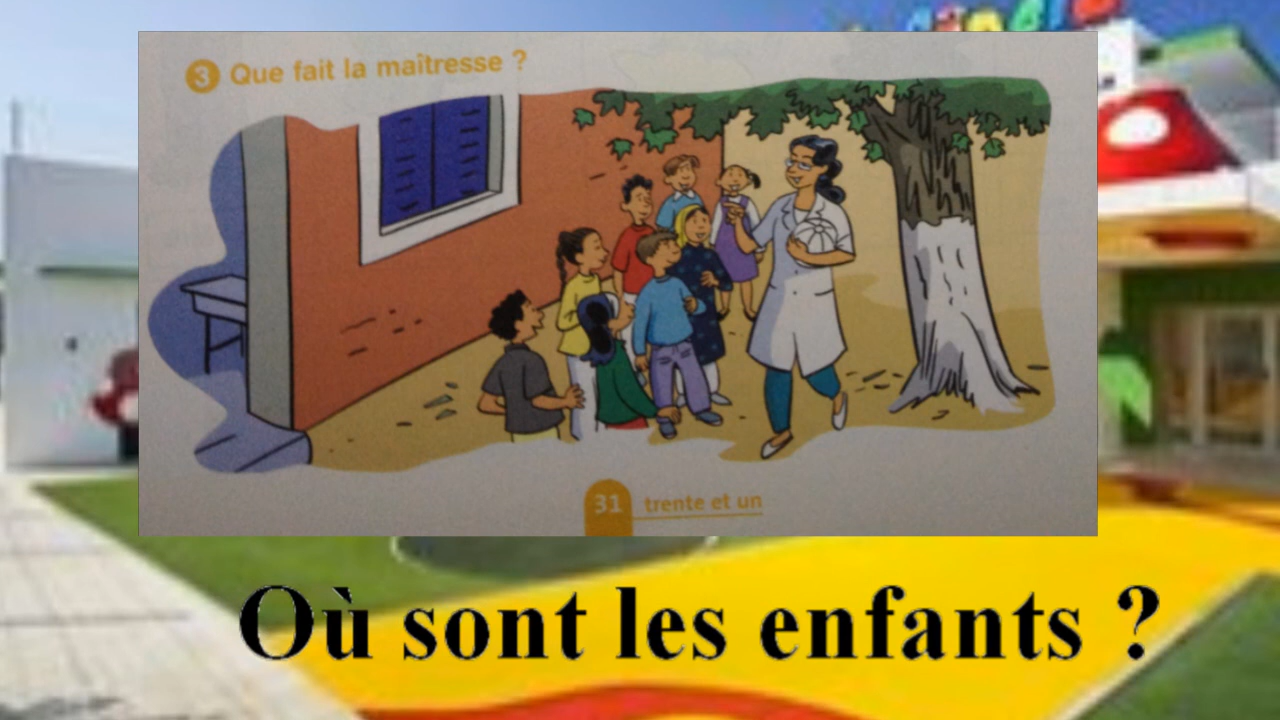 3 Que fait la maîtresse ?
31 trente et un
Où sont les enfants ?